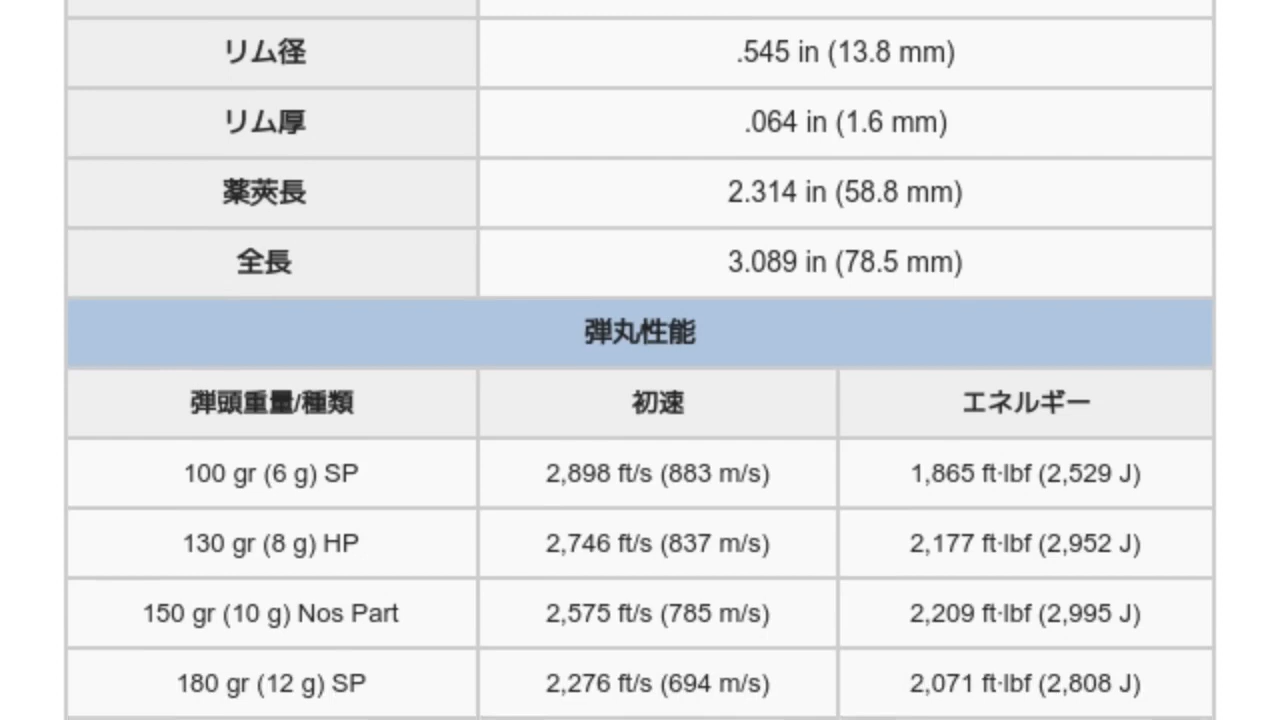 リム径 .545 in (13.8 mm)
リム厚 .064 in (1.6 mm)
薬莢長 2.314 in (58.8 mm)
全長 3.089 in (78.5 mm)
弾丸性能
弾頭重量/種類 初速 エネルギー
100 gr (6 g) SP 2,898 ft/s (883 m/s) 1,865 ft·lbf (2,529 J)
130 gr (8 g) HP 2,746 ft/s (837 m/s) 2,177 ft·lbf (2,952 J)
150 gr (10 g) Nos Part 2,575 ft/s (785 m/s) 2,209 ft·lbf (2,995 J)
180 gr (12 g) SP 2,276 ft/s (694 m/s) 2,071 ft·lbf (2,808 J)